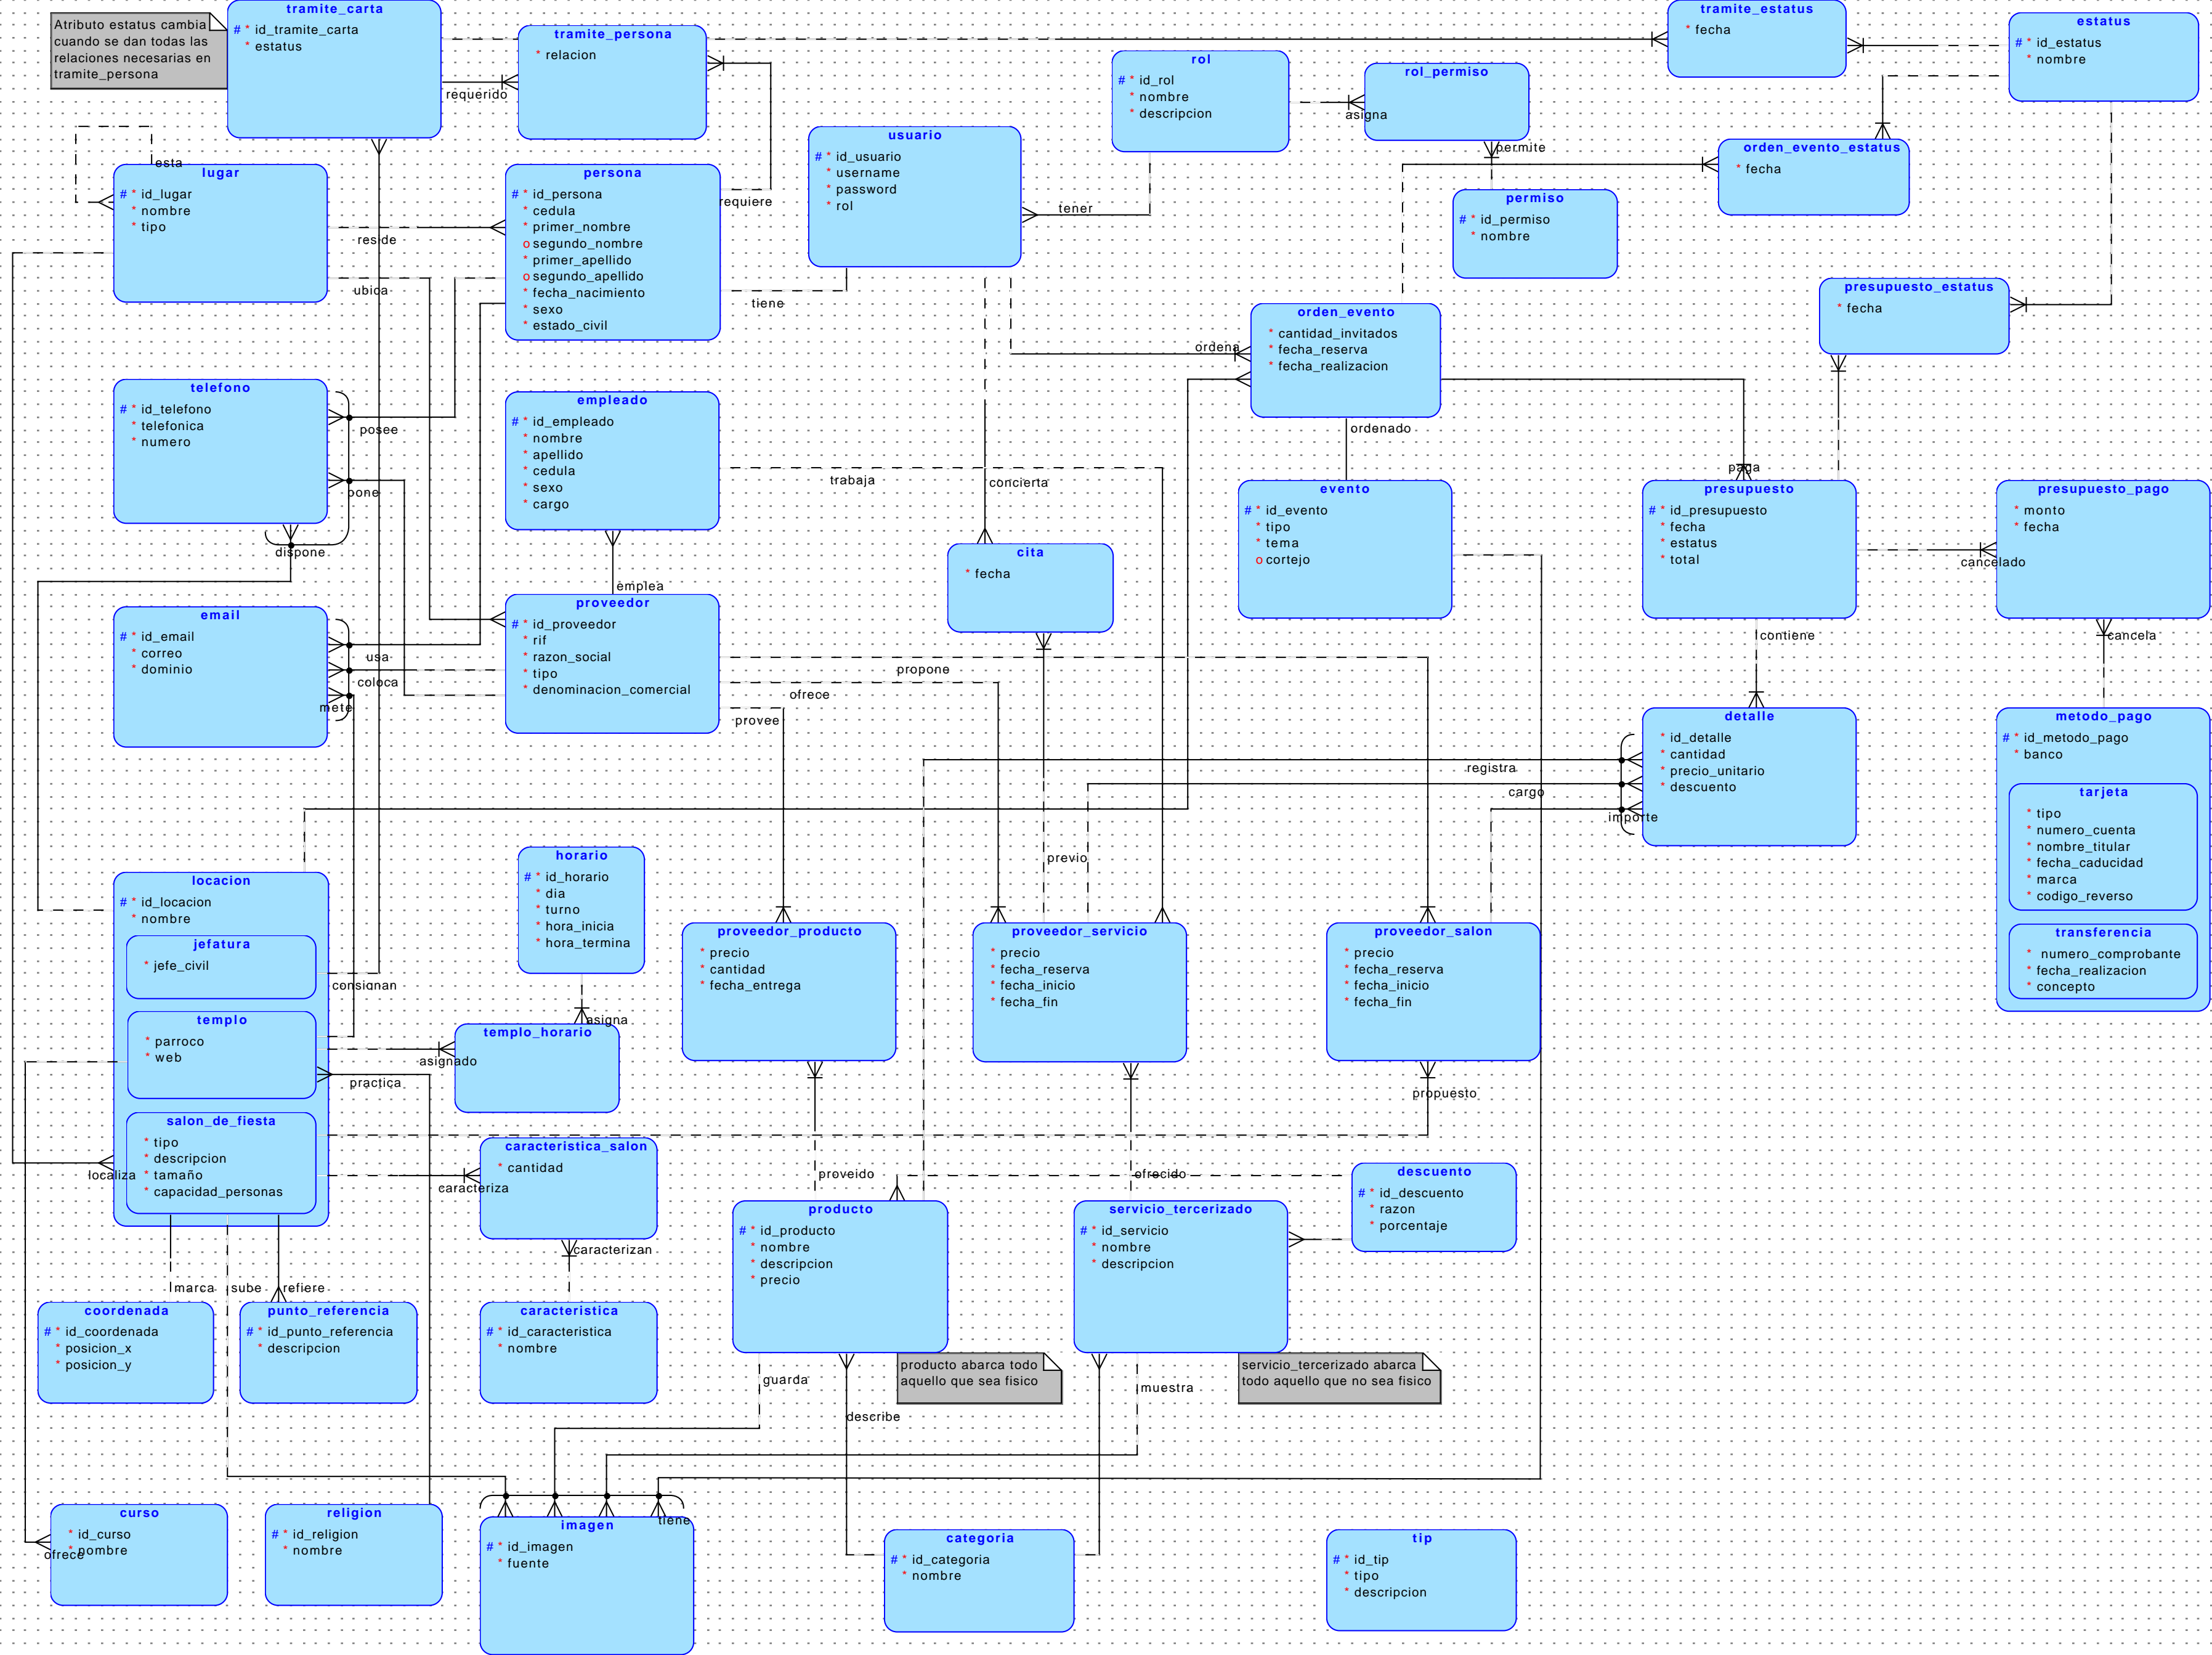 Atributo estatus cambia
cuando se dan todas las
relaciones necesarias en
tramite_persona
tramite_carta
# * id_tramite_carta
* estatus
tramite_persona
* relacion
requerido
requiere
tramite_estatus
* fecha
estatus
# * id_estatus
* nombre
rol
# * id_rol
* nombre
* descripcion
rol_permiso
asigna
permite
permiso
# * id_permiso
* nombre
orden_evento_estatus
* fecha
presupuesto_estatus
* fecha
esta
lugar
# * id_lugar
* nombre
* tipo
reside
ubica
persona
# * id_persona
* cedula
* primer_nombre
o segundo_nombre
* primer_apellido
o segundo_apellido
* fecha_nacimiento
* sexo
* estado_civil
tiene
usuario
# * id_usuario
* username
* password
* rol
tener
orden_evento
* cantidad_invitados
* fecha_reserva
* fecha_realizacion
ordena
ordenado
paga
telefono
# * id_telefono
* telefonica
* numero
posee
pone
dispone
empleado
# * id_empleado
* nombre
* apellido
* cedula
* sexo
* cargo
trabaja
concierta
emplea
cita
* fecha
evento
# * id_evento
* tipo
* tema
o cortejo
presupuesto
# * id_presupuesto
* fecha
* estatus
* total
presupuesto_pago
* monto
* fecha
cancelado
contiene
cancela
email
# * id_email
* correo
* dominio
usa
coloca
mete
proveedor
# * id_proveedor
* rif
* razon_social
* tipo
* denominacion_comercial
propone
ofrece
provee
detalle
* id_detalle
* cantidad
* precio_unitario
* descuento
registra
cargo
importe
metodo_pago
# * id_metodo_pago
* banco
tarjeta
* tipo
* numero_cuenta
* nombre_titular
* fecha_caducidad
* marca
* codigo_reverso
transferencia
* numero_comprobante
* fecha_realizacion
* concepto
previo
locacion
# * id_locacion
* nombre
jefatura
* jefe_civil
consignan
templo
* parroco
* web
practica
salon_de_fiesta
* tipo
* descripcion
* tamaño
* capacidad_personas
localiza
horario
# * id_horario
* dia
* turno
* hora_inicia
* hora_termina
asigna
templo_horario
asignado
proveedor_producto
* precio
* cantidad
* fecha_entrega
proveedor_servicio
* precio
* fecha_reserva
* fecha_inicio
* fecha_fin
proveedor_salon
* precio
* fecha_reserva
* fecha_inicio
* fecha_fin
propuesto
caracteristica_salon
* cantidad
caracteriza
caracterizan
proveido
ofrecido
descuento
# * id_descuento
* razon
* porcentaje
producto
# * id_producto
* nombre
* descripcion
* precio
servicio_tercerizado
# * id_servicio
* nombre
* descripcion
marca
sube
refiere
coordenada
# * id_coordenada
* posicion_x
* posicion_y
punto_referencia
# * id_punto_referencia
* descripcion
caracteristica
# * id_caracteristica
* nombre
producto abarca todo
aquello que sea fisico
servicio_tercerizado abarca
todo aquello que no sea fisico
guarda
muestra
describe
curso
* id_curso
* nombre
ofrece
religion
# * id_religion
* nombre
tiene
imagen
# * id_imagen
* fuente
categoria
# * id_categoria
* nombre
tip
# * id_tip
* tipo
* descripcion